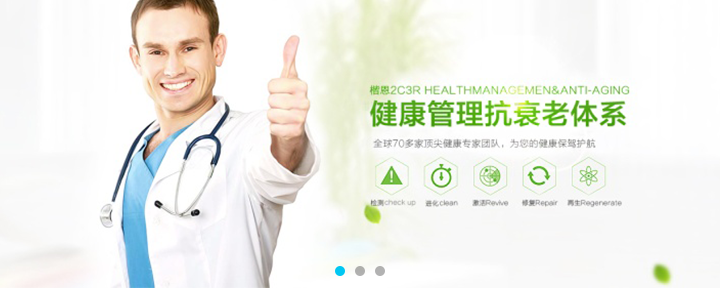 楷恩2C3R HEALTHMANAGEMEN&ANTI-AGING
健康管理抗衰老体系
全球70多家顶尖健康专家团队，为您的健康保驾护航
检测check up 进化clean 激活Revive 修复Repair 再生Regenerate